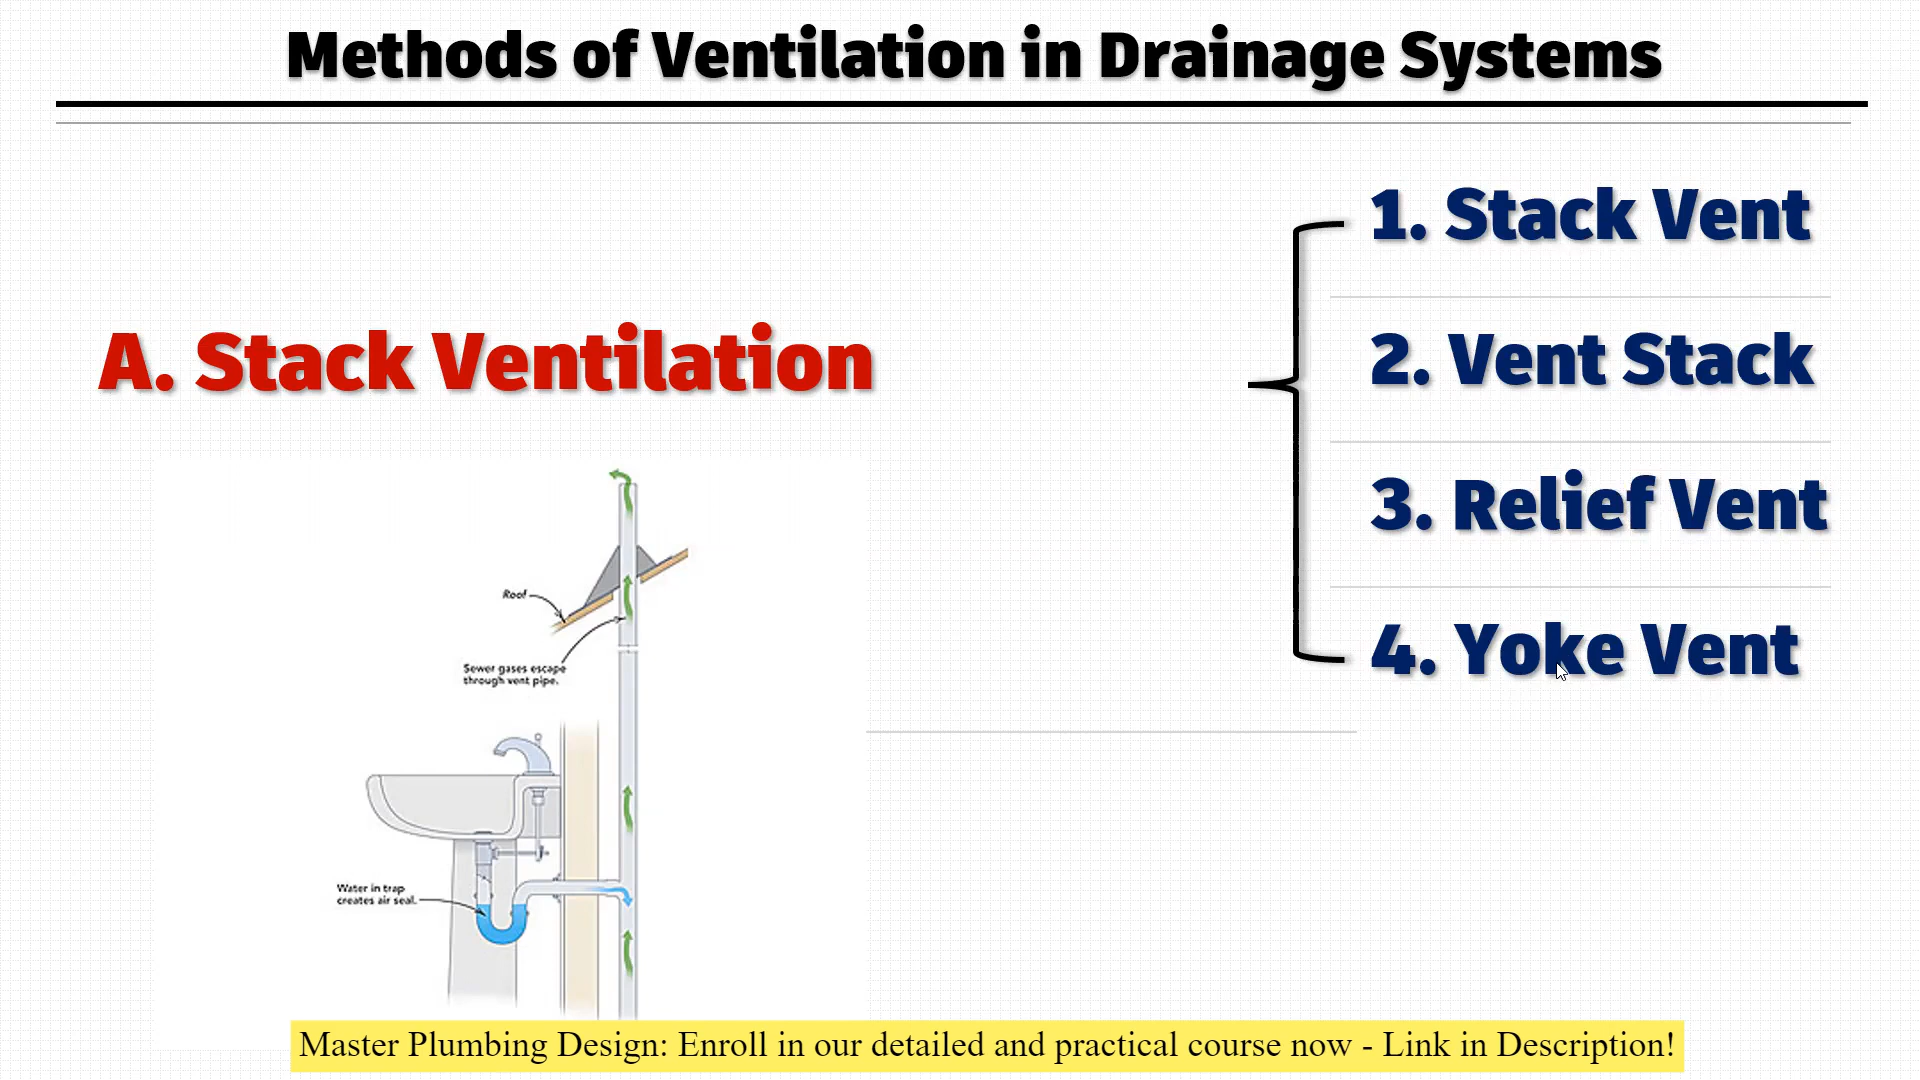 Methods of Ventilation in Drainage Systems
A. Stack Ventilation
1. Stack Vent
2. Vent Stack
3. Relief Vent
4. Yoke Vent
Roof
Sewer gases escape
through vent pipe.
Water in trap
creates air seal.
Master Plumbing Design: Enroll in our detailed and practical course now - Link in Description!